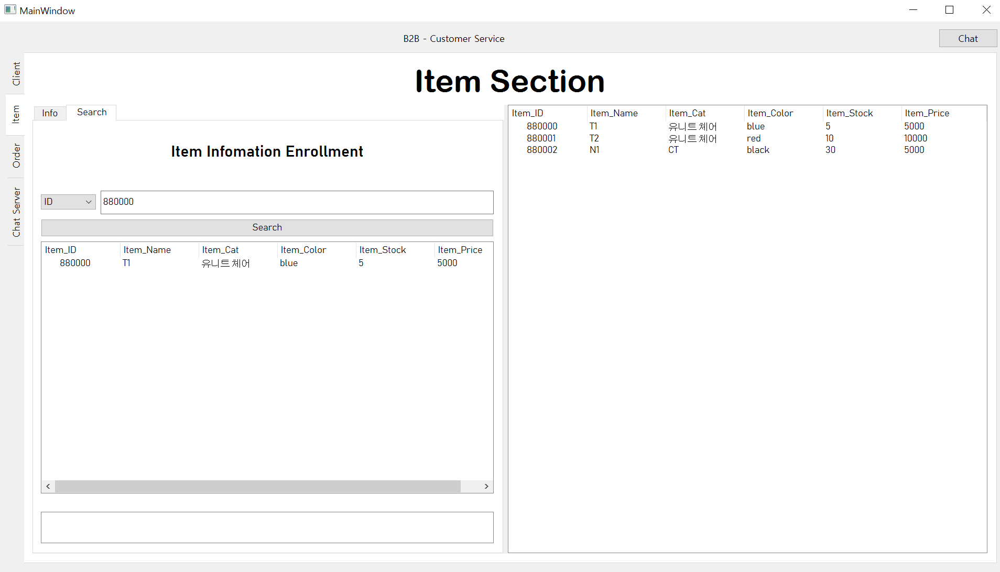 MainWindow
B2B - Customer Service
Chat
Client
Item
Order
Chat Server
Item Section
Info
Search
Item Infomation Enrollment
ID
880000
Search
Item_ID Item_Name Item_Cat Item_Color Item_Stock Item_Price
880000 T1 유니트 체어 blue 5 5000
Item_ID Item_Name Item_Cat Item_Color Item_Stock Item_Price
880000 T1 유니트 체어 blue 5 5000
880001 T2 유니트 체어 red 10 10000
880002 N1 CT black 30 5000